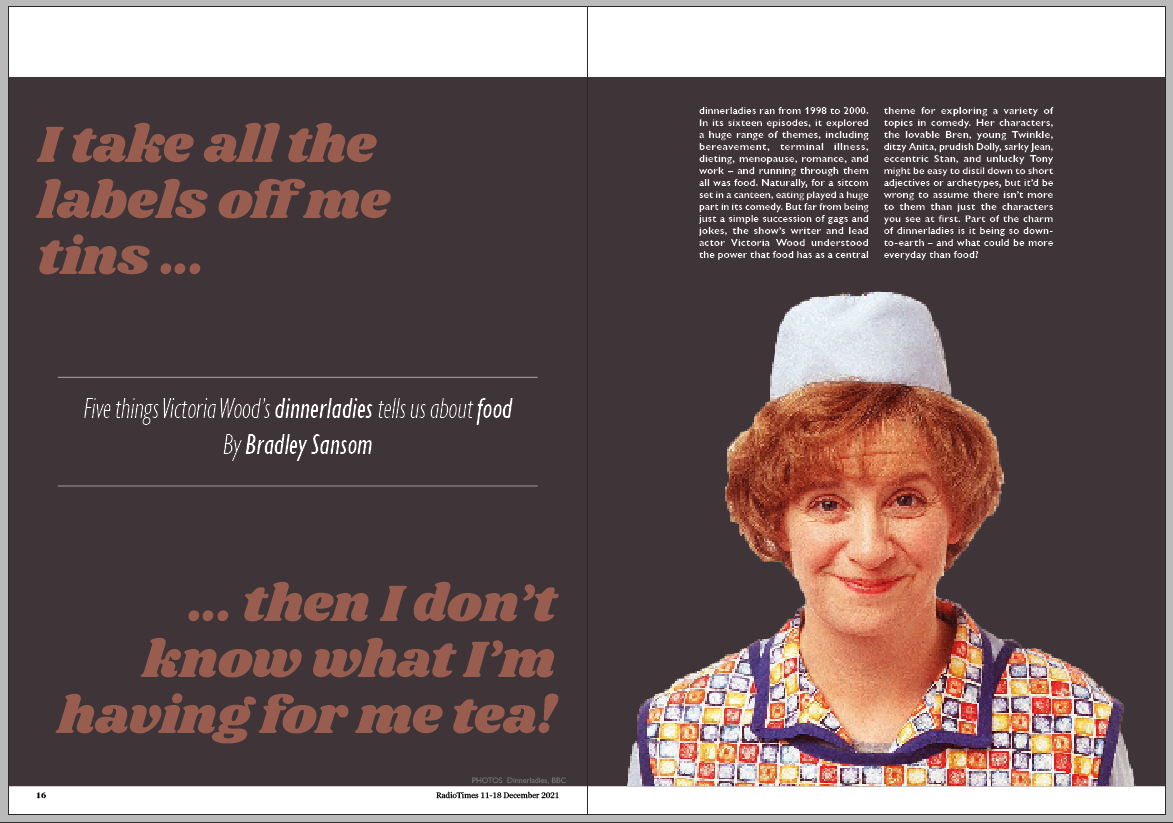 I take all the
labels off me
tins ...
Five things Victoria Wood's dinnerladies tells us about food
By Bradley Sansom
... then I don't
know what I'm
having for me tea!
PHOTOS Dinnerladies, BBC
16
RadioTimes 11-18 December 2021
dinnerladies ran from 1998 to 2000.
In its sixteen episodes, it explored
a huge range of themes, including
bereavement, terminal illness,
dieting, menopause, romance, and
work – and running through them
all was food. Naturally, for a sitcom
set in a canteen, eating played a huge
part in its comedy. But far from being
just a simple succession of gags and
jokes, the show's writer and lead
actor Victoria Wood understood
the power that food has as a central
theme for exploring a variety of
topics in comedy. Her characters,
the lovable Bren, young Twinkle,
ditzy Anita, prudish Dolly, sarky Jean,
eccentric Stan, and unlucky Tony
might be easy to distil down to short
adjectives or archetypes, but it'd be
wrong to assume there isn't more
to them than just the characters
you see at first. Part of the charm
of dinnerladies is it being so down-
to-earth – and what could be more
everyday than food?